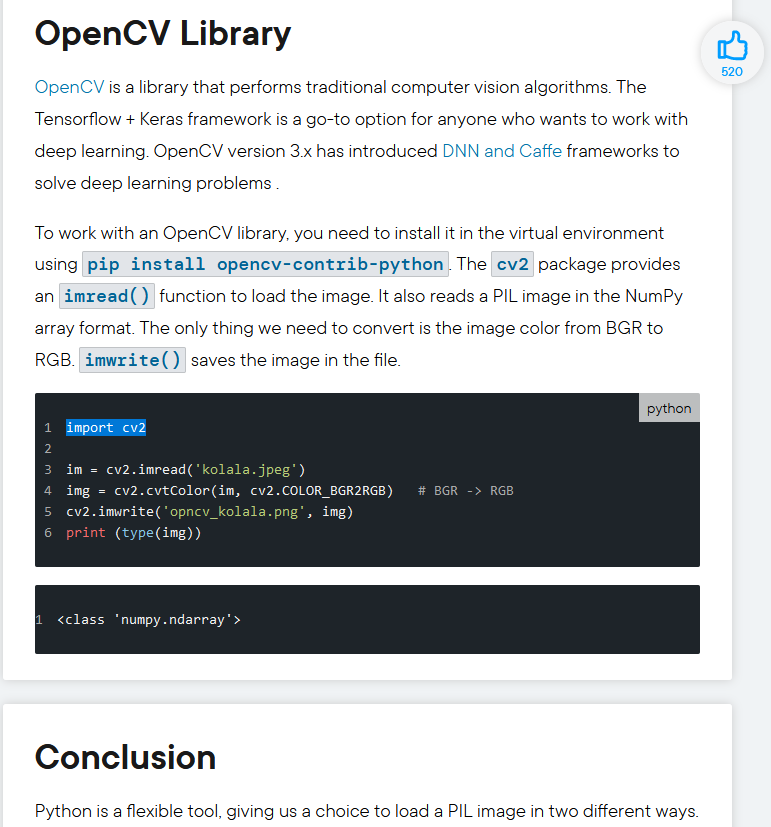 OpenCV Library
520
OpenCV is a library that performs traditional computer vision algorithms. The
Tensorflow + Keras framework is a go-to option for anyone who wants to work with
deep learning. OpenCV version 3.x has introduced DNN and Caffe frameworks to
solve deep learning problems .
To work with an OpenCV library, you need to install it in the virtual environment
using pip install opencv-contrib-python. The cv2 package provides
an imread() function to load the image. It also reads a PIL image in the NumPy
array format. The only thing we need to convert is the image color from BGR to
RGB. imwrite() saves the image in the file.
python
1 import cv2
2
3 im = cv2.imread('kolala.jpeg')
4 img = cv2.cvtColor(im, cv2.COLOR_BGR2RGB)   # BGR -> RGB
5 cv2.imwrite('opncv_kolala.png', img)
6 print (type(img))
1 <class 'numpy.ndarray'>
Conclusion
Python is a flexible tool, giving us a choice to load a PIL image in two different ways.